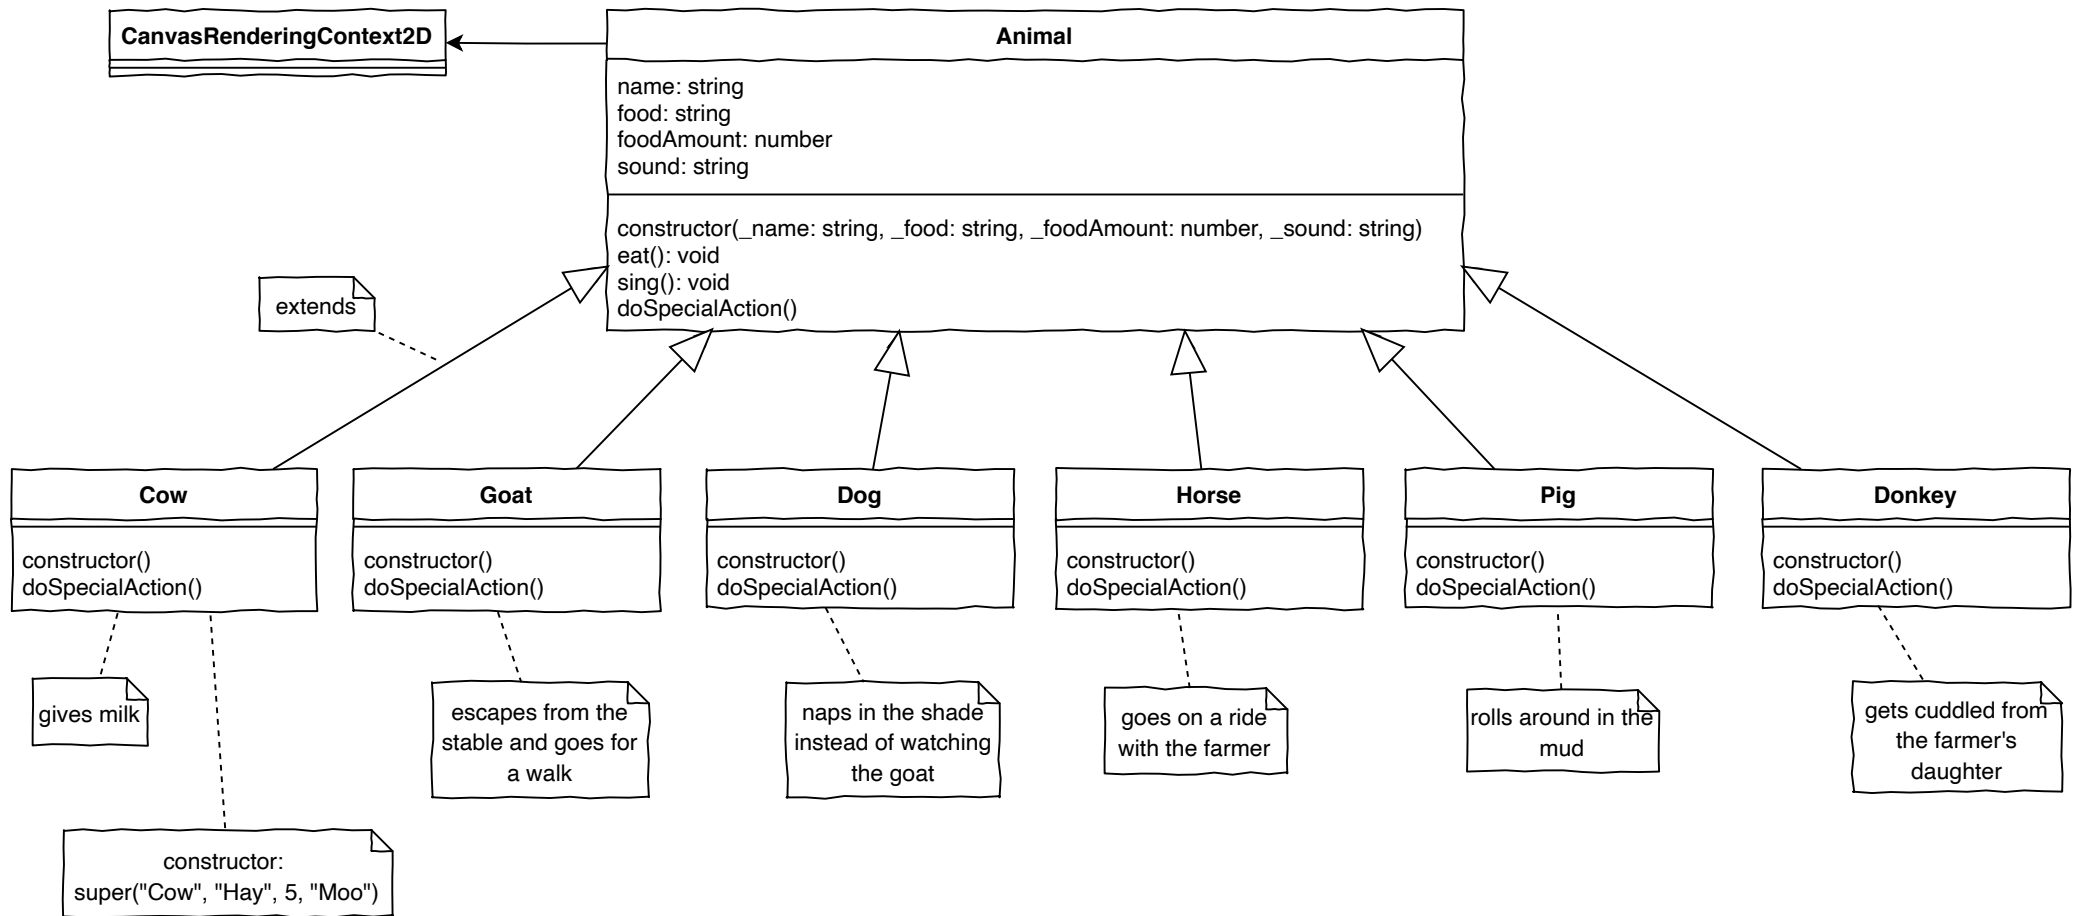 CanvasRenderingContext2D
Animal
name: string
food: string
foodAmount: number
sound: string
constructor(_name: string, _food: string, _foodAmount: number, _sound: string)
eat(): void
sing(): void
doSpecialAction()
extends
Cow
constructor()
doSpecialAction()
Goat
constructor()
doSpecialAction()
Dog
constructor()
doSpecialAction()
Horse
constructor()
doSpecialAction()
Pig
constructor()
doSpecialAction()
Donkey
constructor()
doSpecialAction()
gives milk
escapes from the
stable and goes for
a walk
naps in the shade
instead of watching
the goat
goes on a ride
with the farmer
rolls around in the
mud
gets cuddled from
the farmer's
daughter
constructor:
super("Cow", "Hay", 5, "Moo")